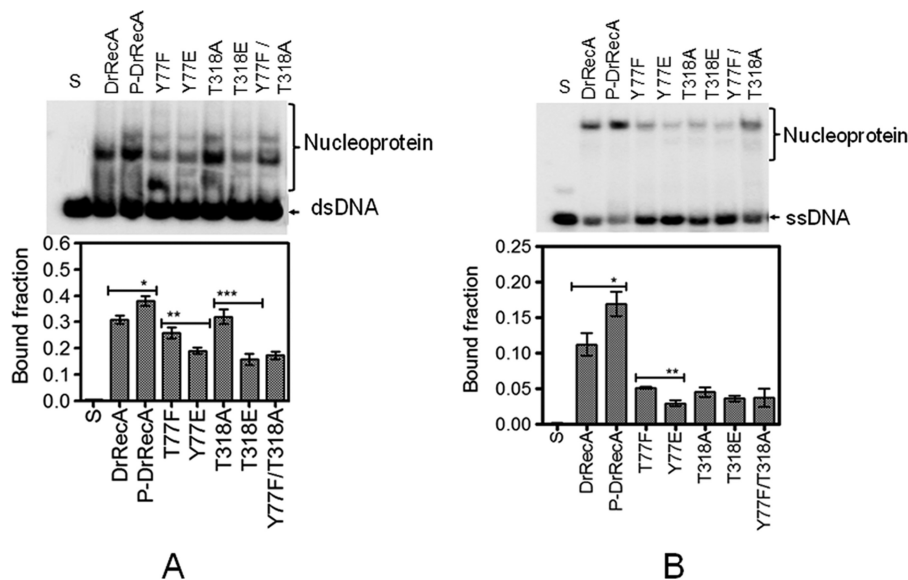 S
DrRecA
P-DrRecA
Y77F
Y77E
T318A
T318E
Y77F/
T318A
Nucleoprotein
dsDNA
Bound fraction
0.6
0.5
0.4
0.3
0.2
0.1
0.0
*
**
***
S
DrRecA
P-DrRecA
T77F
Y77E
T318A
T318E
Y77F/T318A
A
S
DrRecA
P-DrRecA
Y77F
Y77E
T318A
T318E
Y77F/
T318A
Nucleoprotein
ssDNA
Bound fraction
0.25
0.20
0.15
0.10
0.05
0.00
*
**
S
DrRecA
P-DrRecA
T77F
Y77E
T318A
T318E
Y77F/T318A
B